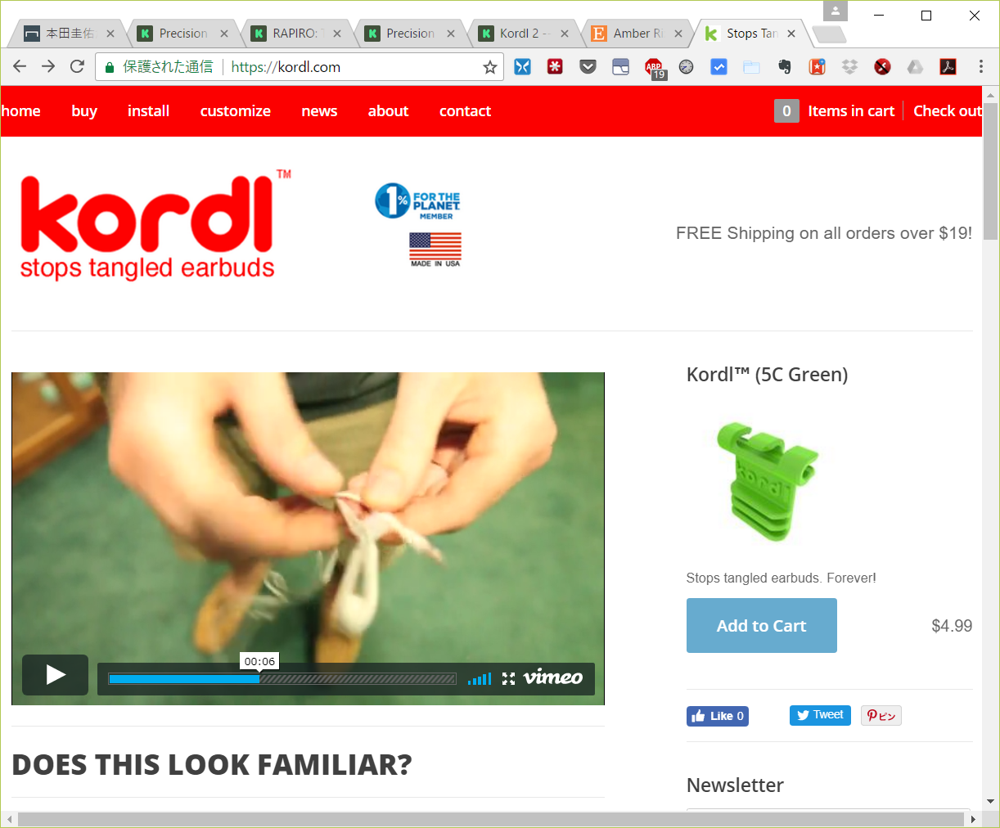 本田圭佑
Precision
RAPIRO:
Precision
Kordl 2 -
Amber Ri
Stops Tan
保護された通信
https://kordl.com
ABP
19
home buy install customize news about contact
0 Items in cart
Check out
kordl™
stops tangled earbuds
1% FOR THE PLANET.
MEMBER
MADE IN USA
FREE Shipping on all orders over $19!
00:06
vimeo
DOES THIS LOOK FAMILIAR?
Kordl™ (5C Green)
kordl
Stops tangled earbuds. Forever!
Add to Cart
$4.99
Like 0
Tweet
ピン
Newsletter